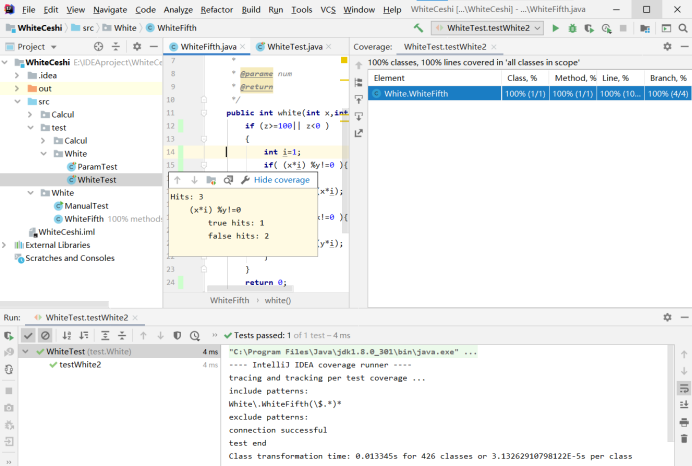 File Edit View Navigate Code Analyze Refactor Build Run Tools VCS Window Help WhiteCeshi [...\WhiteCeshi] - ...\WhiteFifth.java
WhiteCeshi src White WhiteFifth WhiteTest.testWhite2
Project
WhiteCeshi E:\IDEAproject\WhiteCe
.idea
out
src
Calcul
test
Calcul
White
ParamTest
WhiteTest
White
ManualTest
WhiteFifth 100% methods
WhiteCeshi.iml
External Libraries
Scratches and Consoles
WhiteFifth.java WhiteTest.java
7 *
8 * @parame num
9 * @return
10 */
11 public int white(int x,int
12 if (z>=100|| z<0 )
13 {
14 int i=1;
15 if( (x*i) %y!=0 ){
Hide coverage
Hits: 3
(x*i) %y!=0
true hits: 1
false hits: 2
(x*i);
x!=0 ){
(y*i);
22 }
23 }
24 return 0;
WhiteFifth white()
Coverage: WhiteTest.testWhite2
100% classes, 100% lines covered in 'all classes in scope'
Element Class, % Method, % Line, % Branch, %
White.WhiteFifth 100% (1/1) 100% (1/1) 100% (10... 100% (4/4)
Run: WhiteTest.testWhite2
Tests passed: 1 of 1 test – 4 ms
WhiteTest (test.White) 4 ms
testWhite2 4 ms
"C:\Program Files\Java\jdk1.8.0_301\bin\java.exe" ...
---- IntelliJ IDEA coverage runner ----
tracing and tracking per test coverage ...
include patterns:
White\.WhiteFifth(\$.*)*
exclude patterns:
connection successful
test end
Class transformation time: 0.013345s for 426 classes or 3.13262910798122E-5s per class